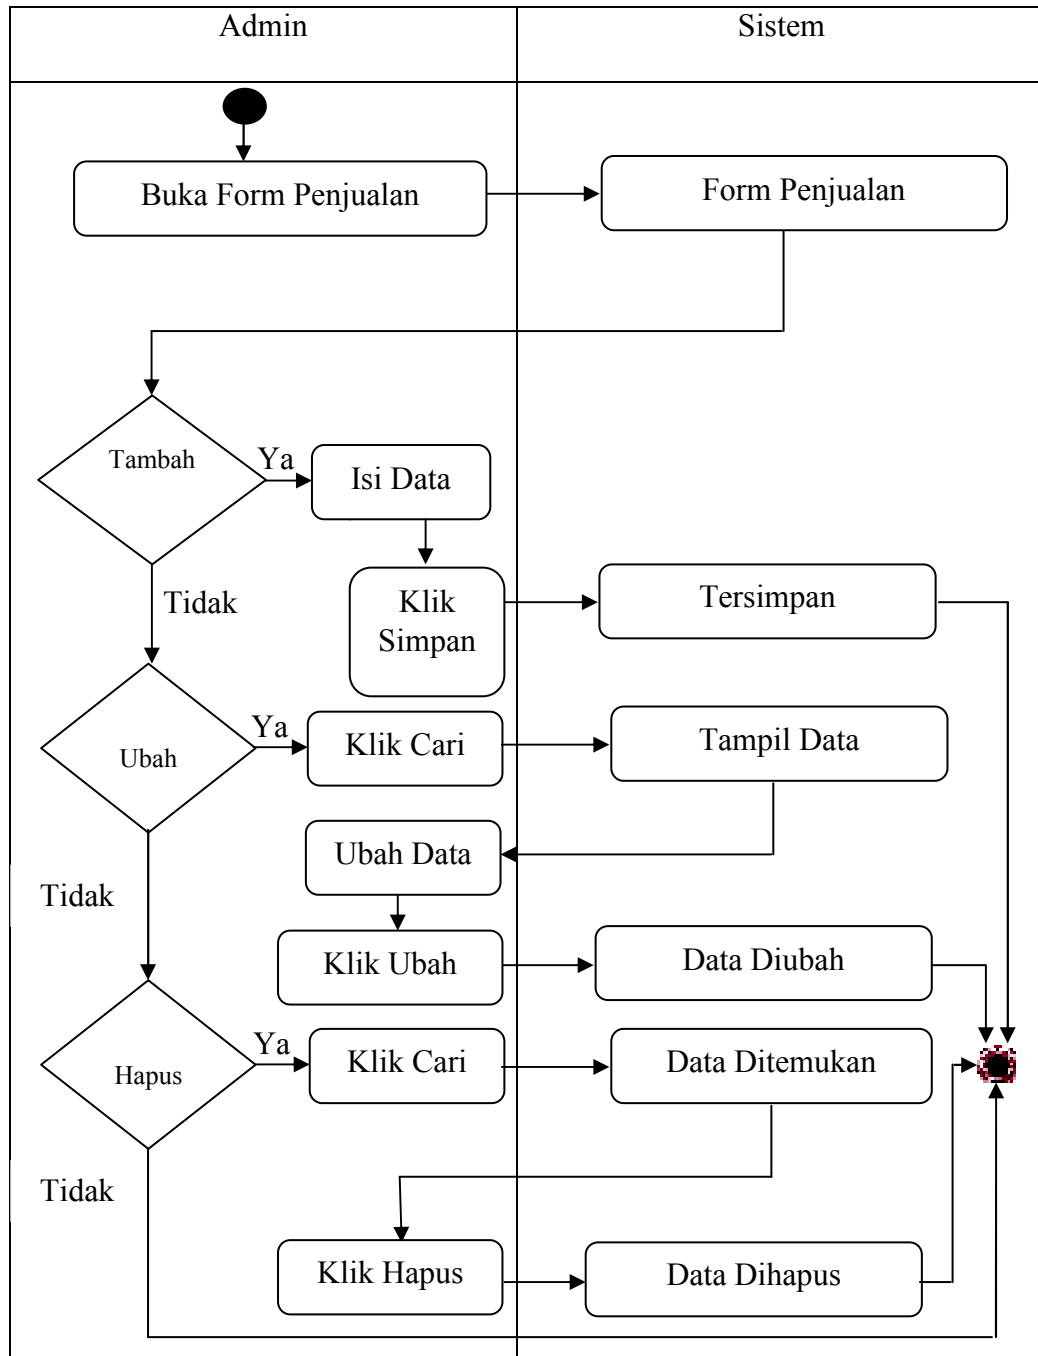 Admin
Sistem
Buka Form Penjualan
Form Penjualan
Tambah
Ya
Isi Data
Tidak
Klik
Simpan
Tersimpan
Ubah
Ya
Klik Cari
Tampil Data
Ubah Data
Tidak
Klik Ubah
Data Diubah
Hapus
Ya
Klik Cari
Data Ditemukan
Tidak
Klik Hapus
Data Dihapus